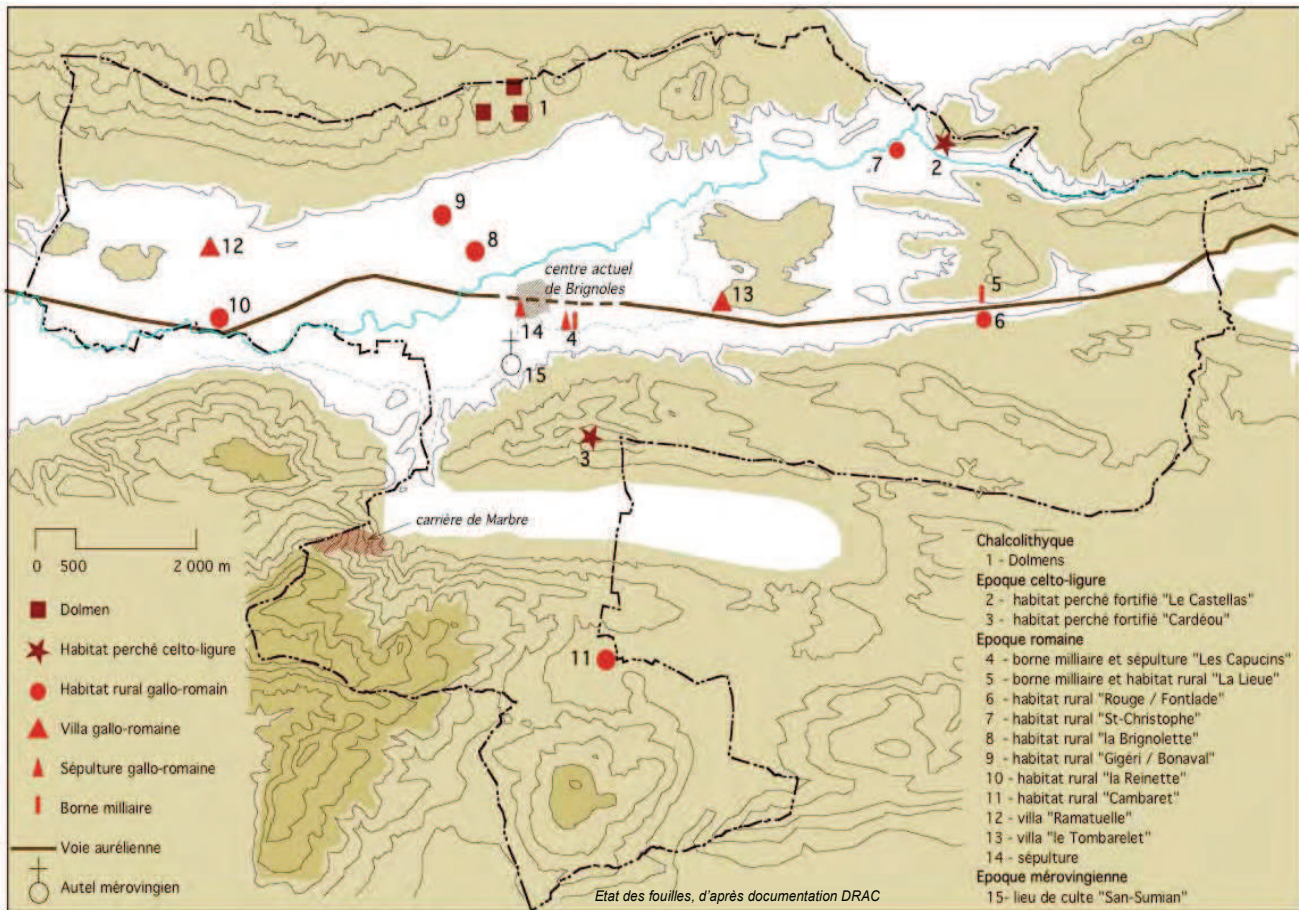 1
7
2
9
8
12
centre actuel
de Brignoles
5
13
10
14
4
6
15
3
carrière de Marbre
0 500 2 000 m
Dolmen
Habitat perché celto-ligure
Habitat rural gallo-romain
Villa gallo-romaine
Sépulture gallo-romaine
Borne milliaire
Voie aurélienne
Autel mérovingien
11
Chalcolithyque
1 - Dolmens
Epoque celto-ligure
2 - habitat perché fortifié "Le Castellas"
3 - habitat perché fortifié "Cardéou"
Epoque romaine
4 - borne milliaire et sépulture "Les Capucins"
5 - borne milliaire et habitat rural "La Lieue"
6 - habitat rural "Rouge / Fontlade"
7 - habitat rural "St-Christophe"
8 - habitat rural "la Brignolette"
9 - habitat rural "Gigéri / Bonaval"
10 - habitat rural "la Reinette"
11 - habitat rural "Cambaret"
12 - villa "Ramatuelle"
13 - villa "le Tombarelet"
14 - sépulture
Epoque mérovingienne
15- lieu de culte "San-Sumian"
Etat des fouilles, d'après documentation DRAC